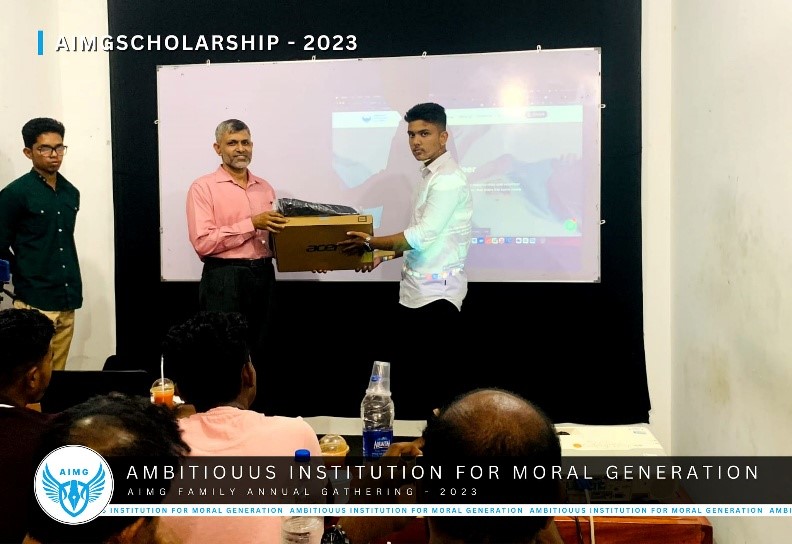 AIMGSCHOLARSHIP - 2023
acer
AIMG
AMBITIOUUS INSTITUTION FOR MORAL GENERATION
AIMG FAMILY ANNUAL GATHERING - 2023
S INSTITUTION FOR MORAL GENERATION AMBITIOUUS INSTITUTION FOR MORAL GENERATION AMBITIOUUS INSTITUTION FOR MORAL GENERATION AMBI